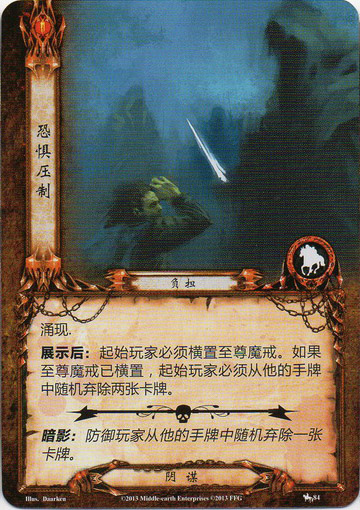 恐惧压制
负担
涌现.
展示后：起始玩家必须横置至尊魔戒。如果
至尊魔戒已横置，起始玩家必须从他的手牌
中随机弃除两张卡牌。
暗影：防御玩家从他的手牌中随机弃除一张
卡牌。
阴谋
Illus. Daarken
©2013 Middle-earth Enterprises ©2013 FFG
84